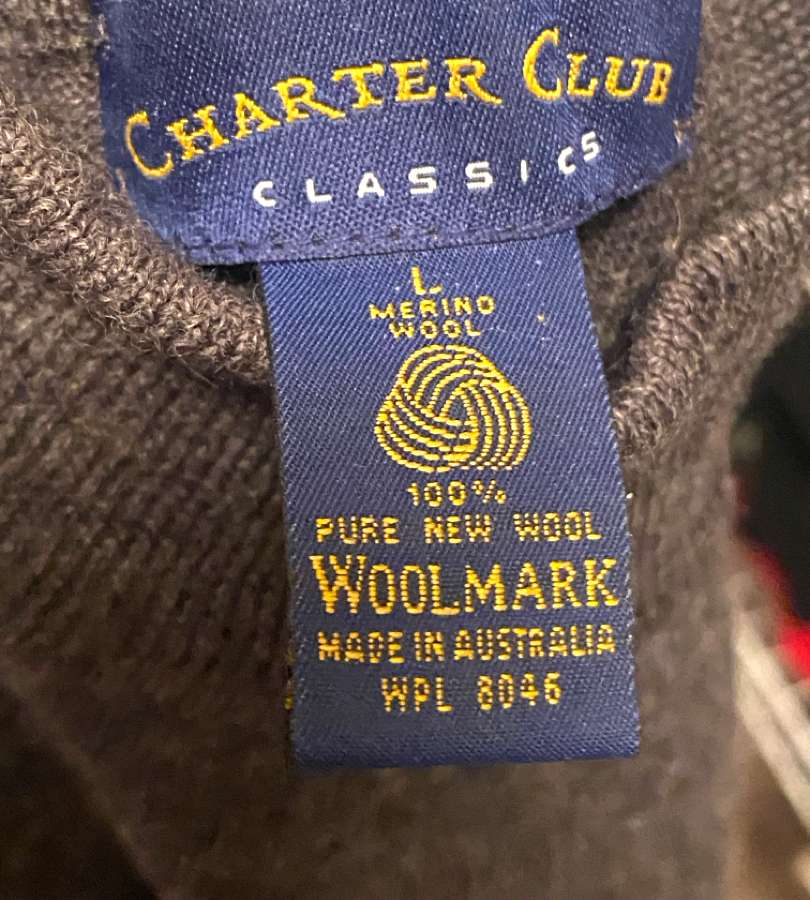 CHARTER CLUB
CLASSICS
L
MERINO
WOOL
100%
PURE NEW WOOL
WOOLMARK
MADE IN AUSTRALIA
WPL 8046